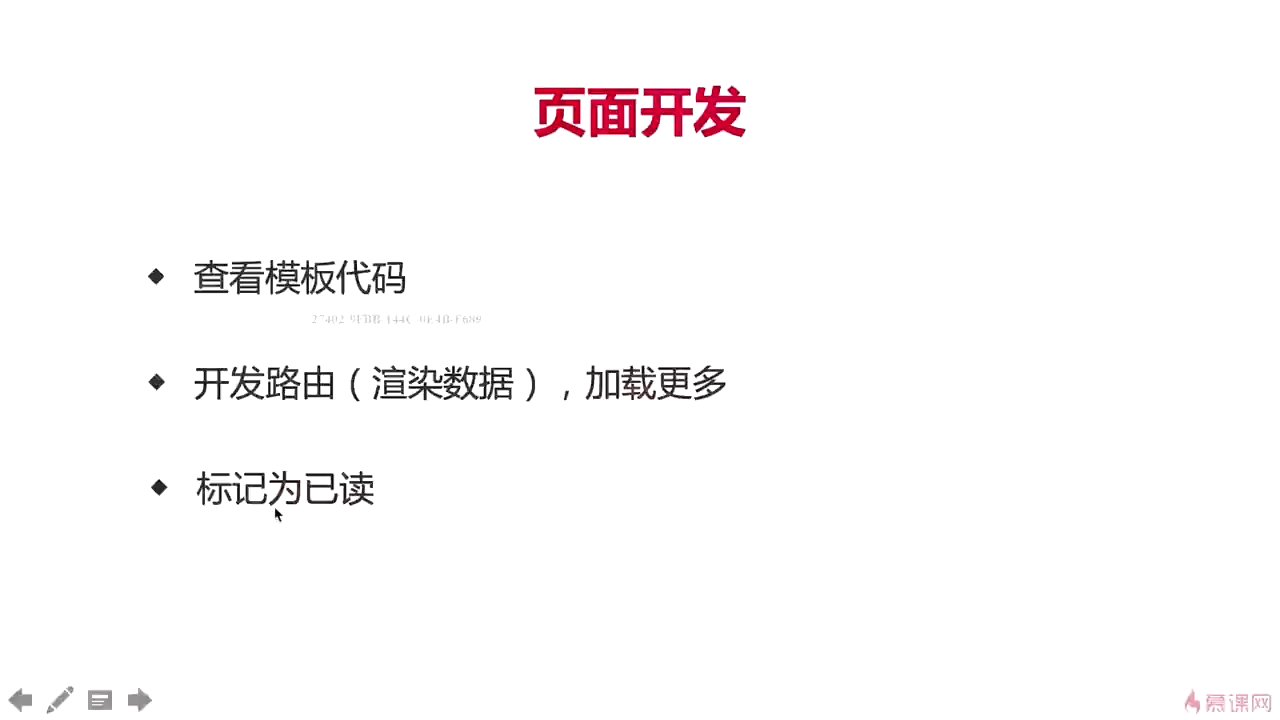 页面开发
查看模板代码
开发路由（渲染数据），加载更多
标记为已读
慕课网